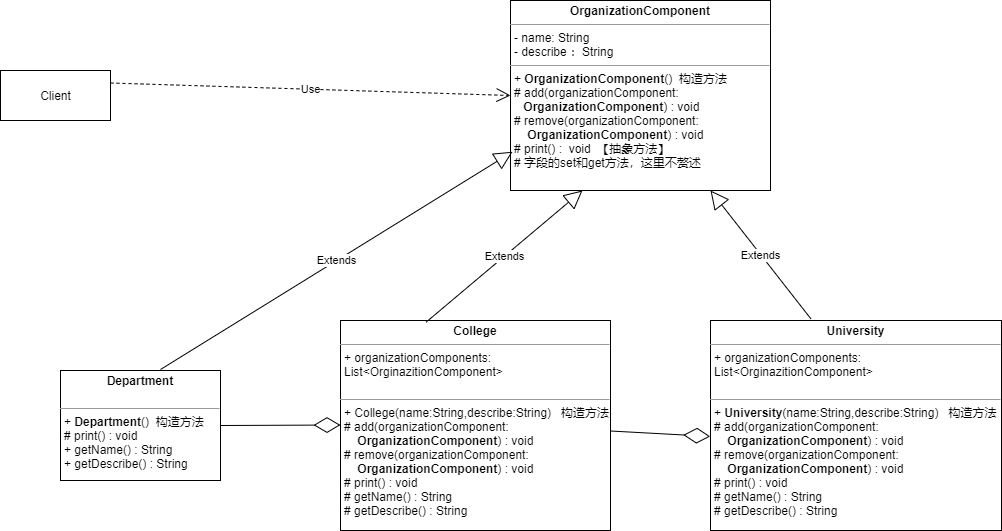 OrganizationComponent
- name: String
- describe： String
+ OrganizationComponent() 构造方法
# add(organizationComponent:
OrganizationComponent) : void
# remove(organizationComponent:
OrganizationComponent) : void
# print() :  void 【抽象方法】
# 字段的set和get方法，这里不赘述
Client
Use
Extends
Extends
Extends
Department
+ Department() 构造方法
# print() : void
+ getName() : String
+ getDescribe() : String
College
+ organizationComponents:
List<OrginazitionComponent>
+ College(name:String,describe:String) 构造方法
# add(organizationComponent:
OrganizationComponent) : void
# remove(organizationComponent:
OrganizationComponent) : void
# print() : void
# getName() : String
# getDescribe() : String
University
+ organizationComponents:
List<OrginazitionComponent>
+ University(name:String,describe:String) 构造方法
# add(organizationComponent:
OrganizationComponent) : void
# remove(organizationComponent:
OrganizationComponent) : void
# print() : void
# getName() : String
# getDescribe() : String